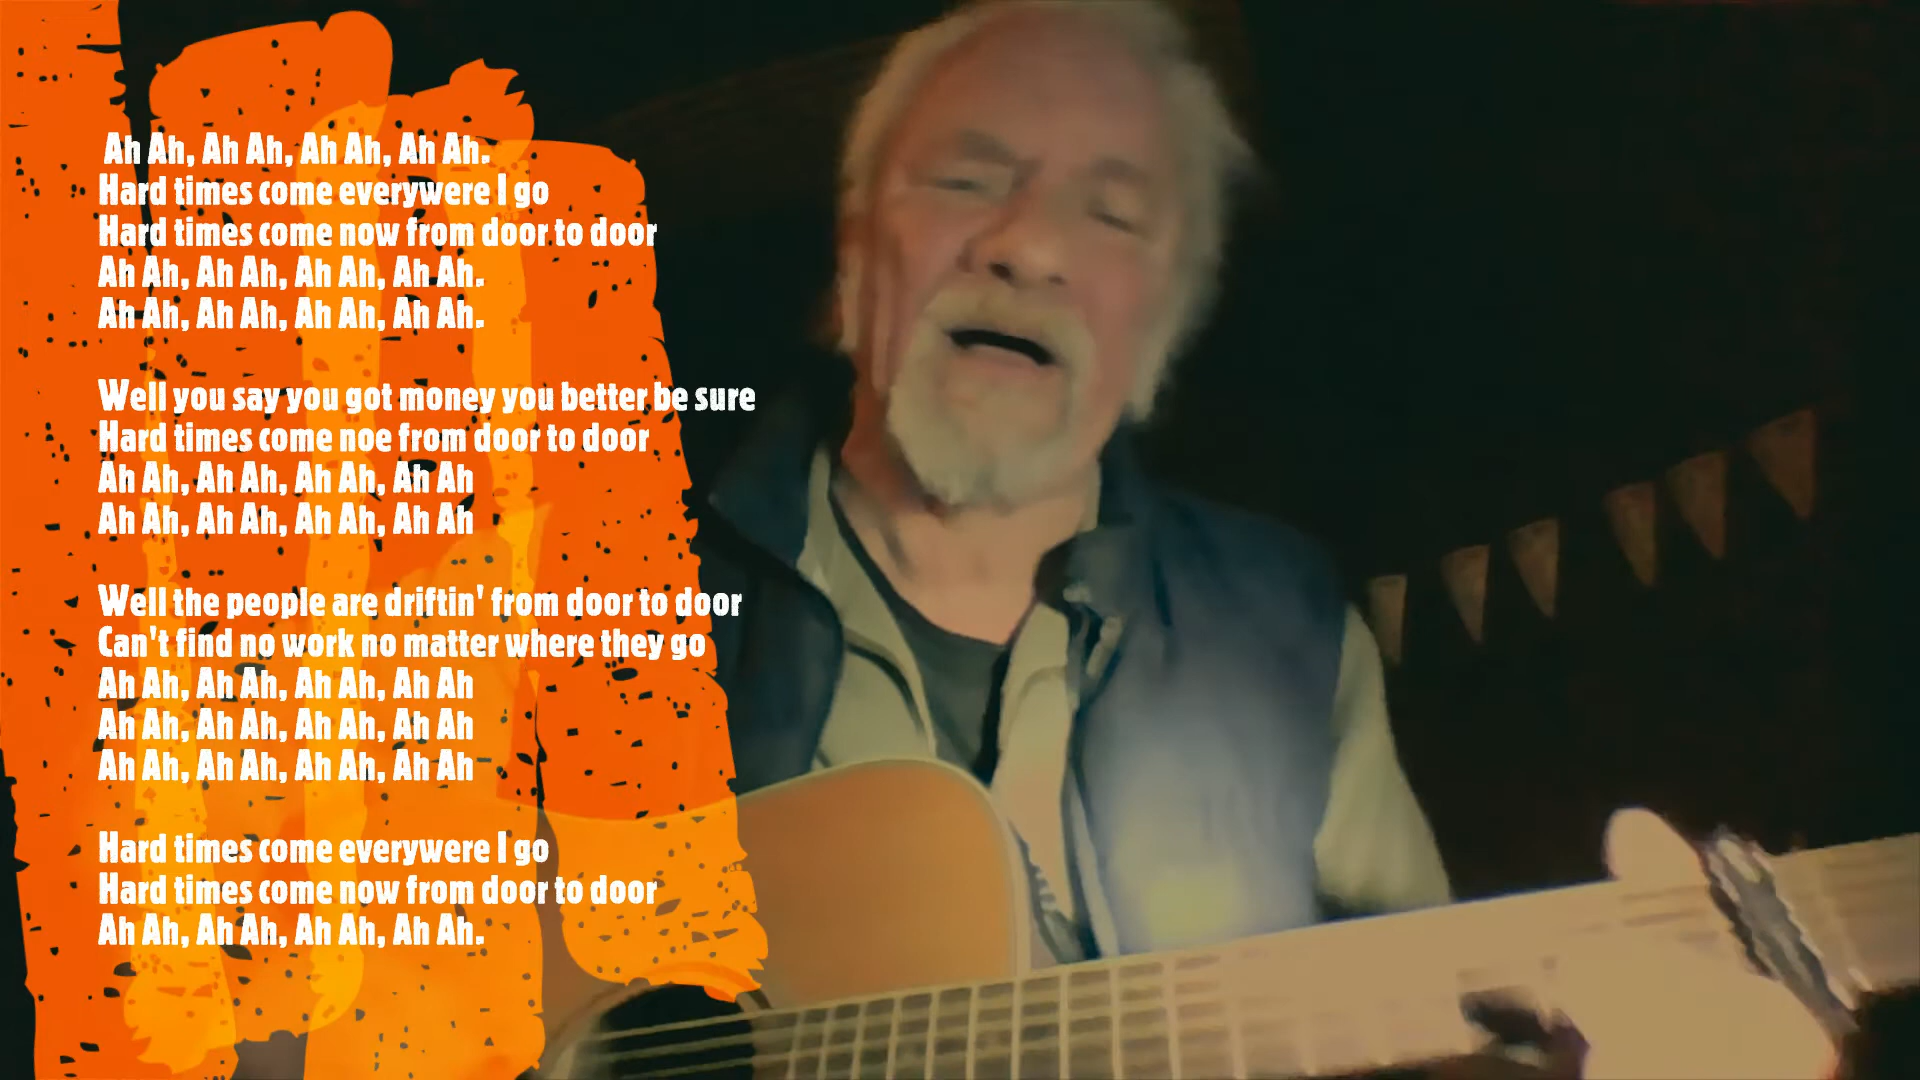 Ah Ah, Ah Ah, Ah Ah, Ah Ah.
Hard times come everywere I go
Hard times come now from door to door
Ah Ah, Ah Ah, Ah Ah, Ah Ah.
Ah Ah, Ah Ah, Ah Ah, Ah Ah.
Well you say you got money you better be sure
Hard times come noe from door to door
Ah Ah, Ah Ah, Ah Ah, Ah Ah
Ah Ah, Ah Ah, Ah Ah, Ah Ah
Well the people are driftin' from door to door
Can't find no work no matter where they go
Ah Ah, Ah Ah, Ah Ah, Ah Ah
Ah Ah, Ah Ah, Ah Ah, Ah Ah
Ah Ah, Ah Ah, Ah Ah, Ah Ah
Hard times come everywere I go
Hard times come now from door to door
Ah Ah, Ah Ah, Ah Ah, Ah Ah.